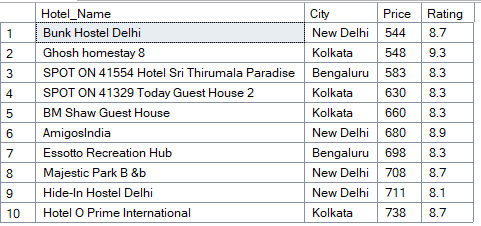 Hotel_Name City Price Rating
1 Bunk Hostel Delhi New Delhi 544 8.7
2 Ghosh homestay 8 Kolkata 548 9.3
3 SPOT ON 41554 Hotel Sri Thirumala Paradise Bengaluru 583 8.3
4 SPOT ON 41329 Today Guest House 2 Kolkata 630 8.3
5 BM Shaw Guest House Kolkata 660 8.3
6 AmigosIndia New Delhi 680 8.9
7 Essotto Recreation Hub Bengaluru 698 8.3
8 Majestic Park B &b New Delhi 708 8.7
9 Hide-In Hostel Delhi New Delhi 711 8.1
10 Hotel O Prime International Kolkata 738 8.7